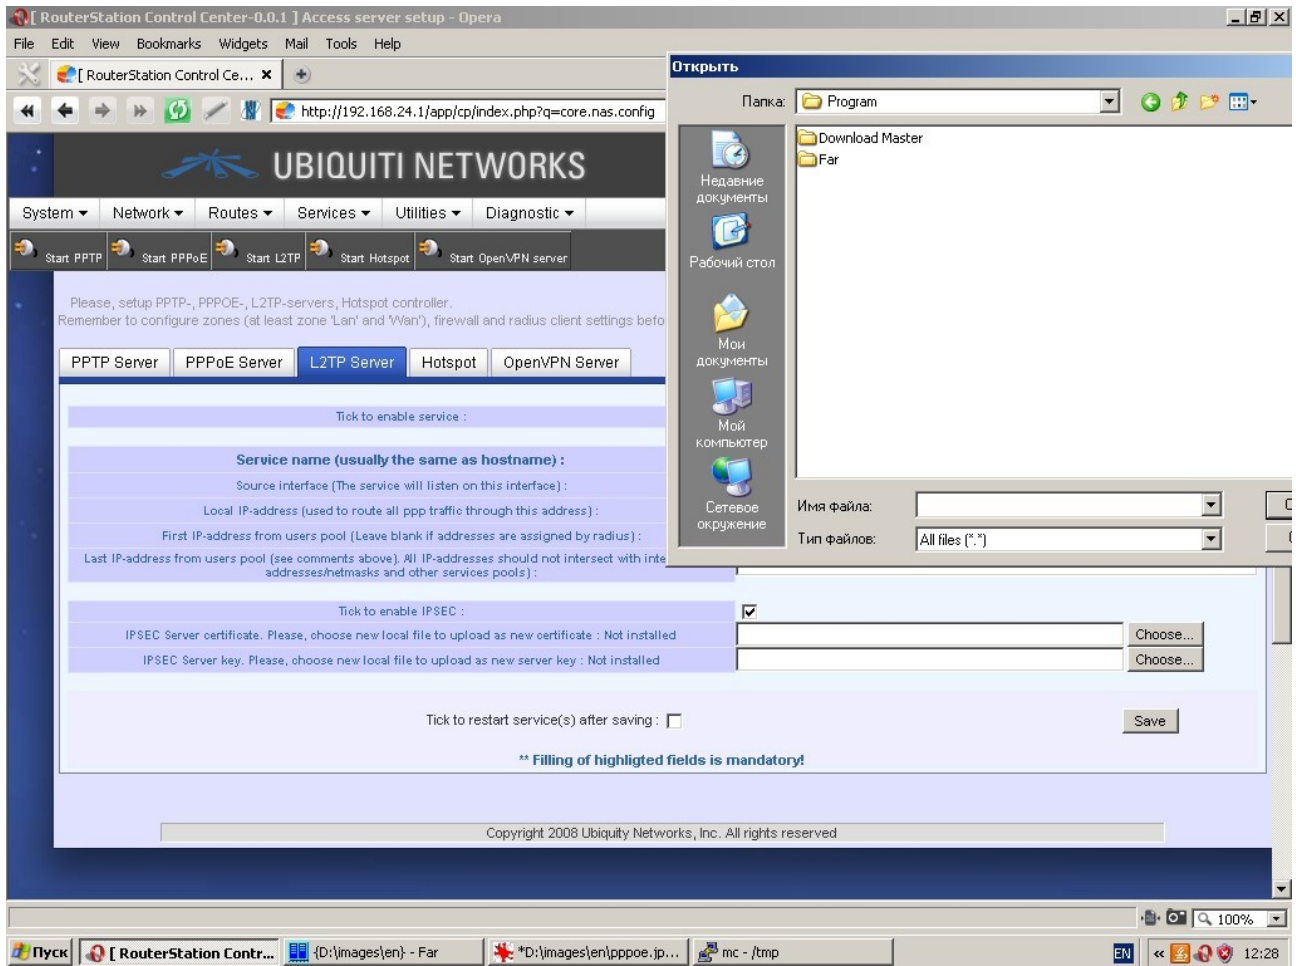 [ RouterStation Control Center-0.0.1 ] Access server setup - Opera
File Edit View Bookmarks Widgets Mail Tools Help
[ RouterStation Control Ce...
http://192.168.24.1/app/cp/index.php?q=core.nas.config
UBIQUITI NETWORKS
System Network Routes Services Utilities Diagnostic
Start PPTP Start PPPoE Start L2TP Start Hotspot Start OpenVPN server
Please, setup PPTP-, PPPOE-, L2TP-servers, Hotspot controller.
Remember to configure zones (at least zone 'Lan' and 'Wan'), firewall and radius client settings befo
PPTP Server PPPoE Server L2TP Server Hotspot OpenVPN Server
Tick to enable service :
Service name (usually the same as hostname) :
Source interface (The service will listen on this interface) :
Local IP-address (used to route all ppp traffic through this address) :
First IP-address from users pool (Leave blank if addresses are assigned by radius) :
Last IP-address from users pool (see comments above). All IP-addresses should not intersect with inte
addresses/netmasks and other services pools) :
Tick to enable IPSEC :
IPSEC Server certificate. Please, choose new local file to upload as new certificate : Not installed
Choose...
IPSEC Server key. Please, choose new local file to upload as new server key : Not installed
Choose...
Tick to restart service(s) after saving :
Save
** Filling of highligted fields is mandatory!
Copyright 2008 Ubiquity Networks, Inc. All rights reserved
Открыть
Папка: Program
Download Master
Far
Недавние
документы
Рабочий стол
Мои
документы
Мой
компьютер
Сетевое
окружение
Имя файла:
Тип файлов: All files (*.*)
100%
Пуск
[ RouterStation Contr...
{D:\images\en} - Far
*D:\images\en\pppoe.jp...
mc - /tmp
EN
12:28